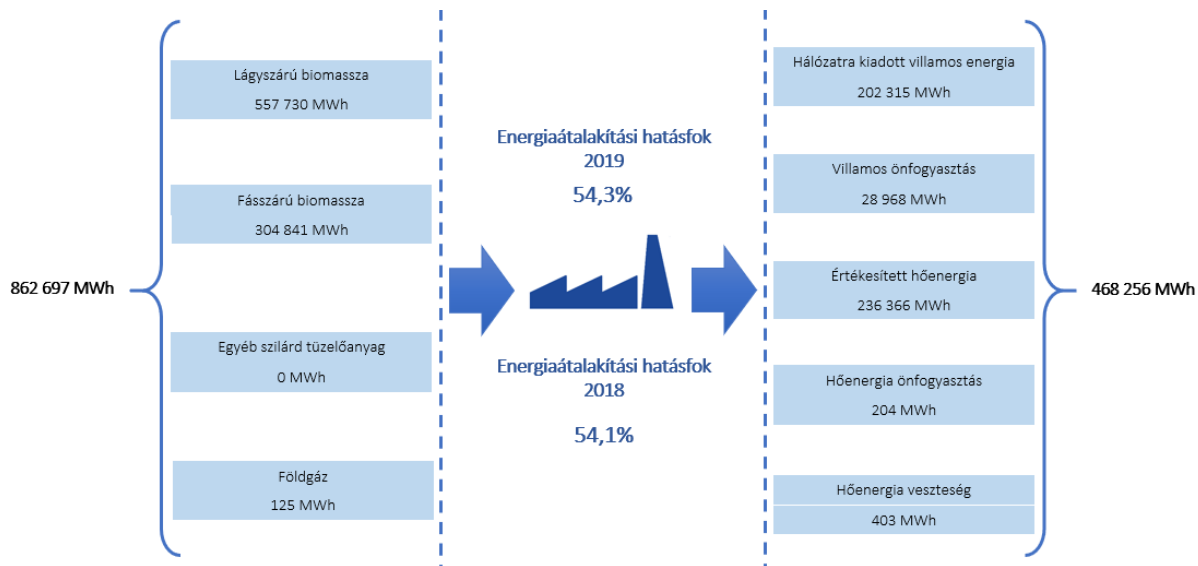 862 697 MWh
Lágyszárú biomassza
557 730 MWh
Fásszárú biomassza
304 841 MWh
Egyéb szilárd tüzelőanyag
0 MWh
Földgáz
125 MWh
Energiaátalakítási hatásfok
2019
54,3%
Energiaátalakítási hatásfok
2018
54,1%
Hálózatra kiadott villamos energia
202 315 MWh
Villamos önfogyasztás
28 968 MWh
Értékesített hőenergia
236 366 MWh
Hőenergia önfogyasztás
204 MWh
Hőenergia veszteség
403 MWh
468 256 MWh